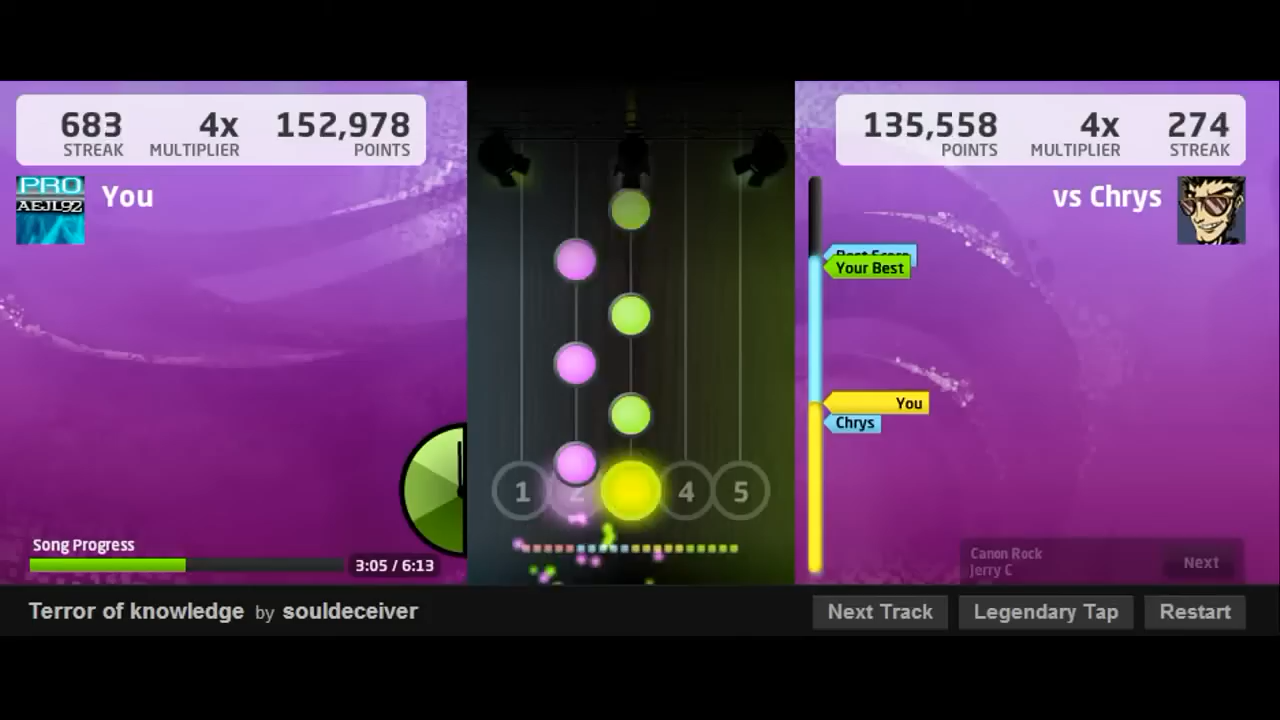 683 4x 152,978
STREAK MULTIPLIER POINTS
135,558 4x 274
POINTS MULTIPLIER STREAK
PRO
AEJL92
You
vs Chrys
Best Score
Your Best
You
Chrys
1 2 4 5
Song Progress
3:05 / 6:13
Canon Rock
Jerry C
Next
Terror of knowledge by souldeceiver
Next Track
Legendary Tap
Restart